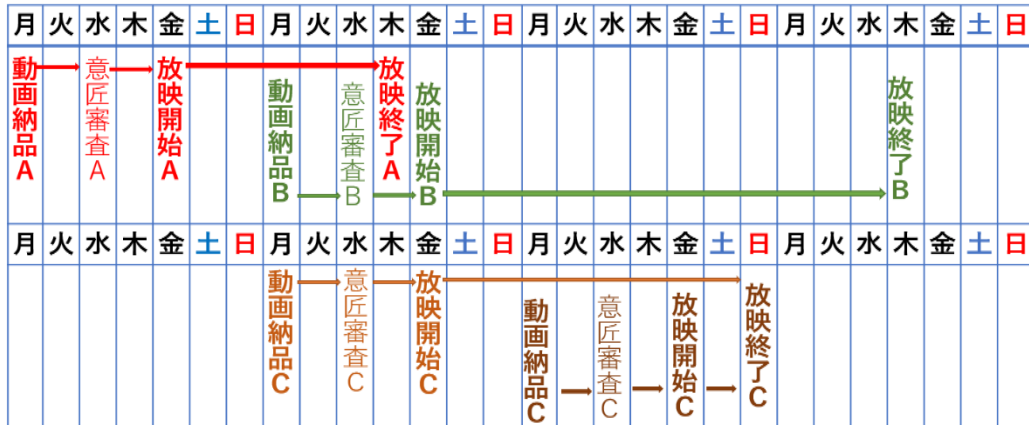 月 火 水 木 金 土 日 月 火 水 木 金 土 日 月 火 水 木 金 土 日 月 火 水 木 金 土 日
動画納品A
意匠審査A
放映開始A
動画納品B
意匠審査B
放映終了A
放映開始B
放映終了B
月 火 水 木 金 土 日 月 火 水 木 金 土 日 月 火 水 木 金 土 日 月 火 水 木 金 土 日
動画納品C
意匠審査C
放映開始C
動画納品C
意匠審査C
放映開始C
放映終了C